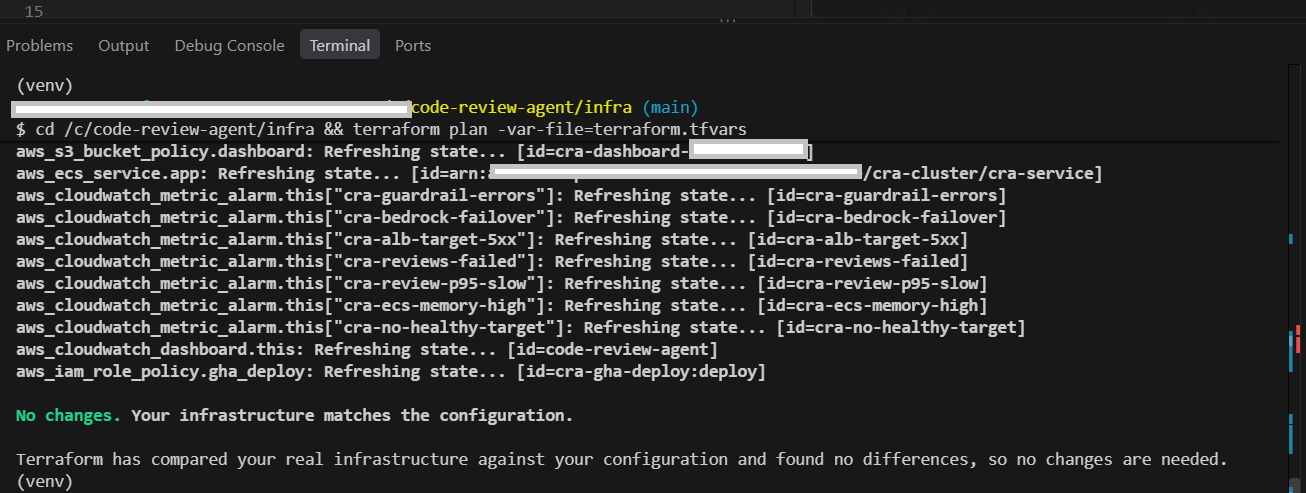 15
Problems Output Debug Console Terminal Ports
(venv)
code-review-agent/infra (main)
$ cd /c/code-review-agent/infra && terraform plan -var-file=terraform.tfvars
aws_s3_bucket_policy.dashboard: Refreshing state... [id=cra-dashboard-]
aws_ecs_service.app: Refreshing state... [id=arn:/cra-cluster/cra-service]
aws_cloudwatch_metric_alarm.this["cra-guardrail-errors"]: Refreshing state... [id=cra-guardrail-errors]
aws_cloudwatch_metric_alarm.this["cra-bedrock-failover"]: Refreshing state... [id=cra-bedrock-failover]
aws_cloudwatch_metric_alarm.this["cra-alb-target-5xx"]: Refreshing state... [id=cra-alb-target-5xx]
aws_cloudwatch_metric_alarm.this["cra-reviews-failed"]: Refreshing state... [id=cra-reviews-failed]
aws_cloudwatch_metric_alarm.this["cra-review-p95-slow"]: Refreshing state... [id=cra-review-p95-slow]
aws_cloudwatch_metric_alarm.this["cra-ecs-memory-high"]: Refreshing state... [id=cra-ecs-memory-high]
aws_cloudwatch_metric_alarm.this["cra-no-healthy-target"]: Refreshing state... [id=cra-no-healthy-target]
aws_cloudwatch_dashboard.this: Refreshing state... [id=code-review-agent]
aws_iam_role_policy.gha_deploy: Refreshing state... [id=cra-gha-deploy:deploy]
No changes. Your infrastructure matches the configuration.
Terraform has compared your real infrastructure against your configuration and found no differences, so no changes are needed.
(venv)